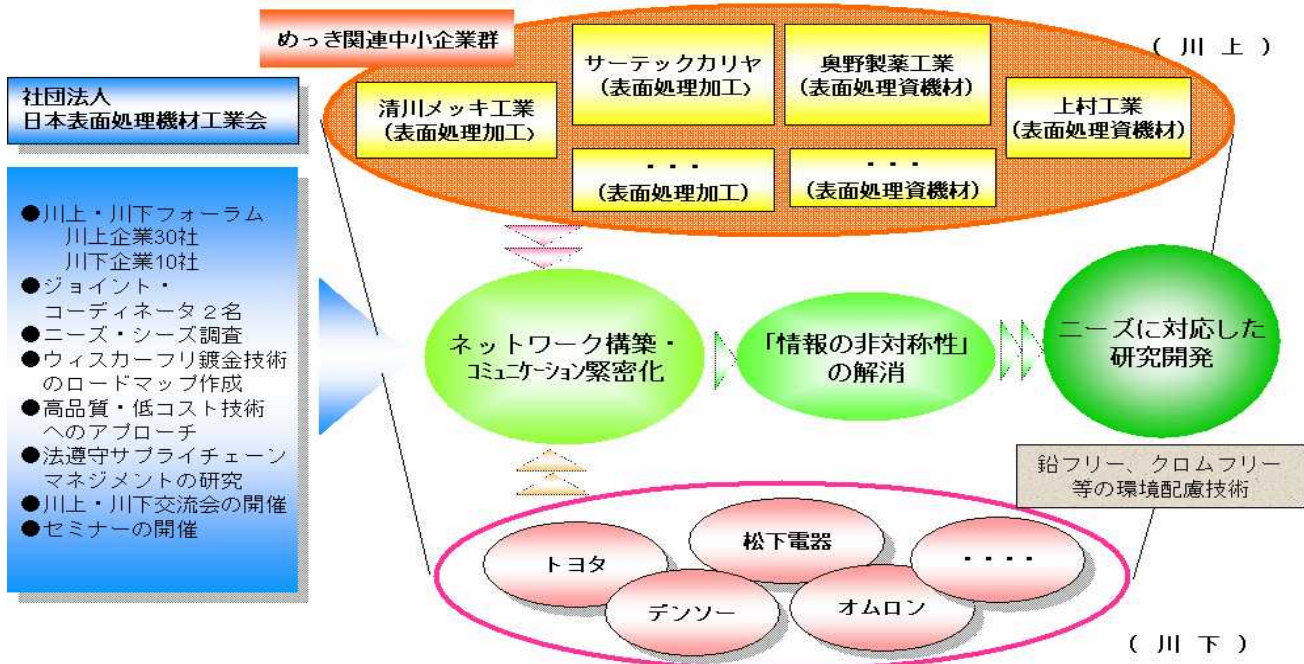 めっき関連中小企業群
(川上)
社団法人
日本表面処理機材工業会
清川メッキ工業
(表面処理加工)
サーテックカリヤ
(表面処理加工)
奥野製薬工業
(表面処理資機材)
上村工業
(表面処理資機材)
・・・
(表面処理加工)
・・・
(表面処理資機材)
●川上・川下フォーラム
川上企業30社
川下企業10社
●ジョイント・
コーディネータ2名
●ニーズ・シーズ調査
●ウィスカーフリ鍍金技術
のロードマップ作成
●高品質・低コスト技術
へのアプローチ
●法遵守サプライチェーン
マネジメントの研究
●川上・川下交流会の開催
●セミナーの開催
ネットワーク構築・
コミュニケーション緊密化
「情報の非対称性」
の解消
ニーズに対応した
研究開発
鉛フリー、クロムフリー
等の環境配慮技術
トヨタ
松下電器
・・・・
デンソー
オムロン
(川下)